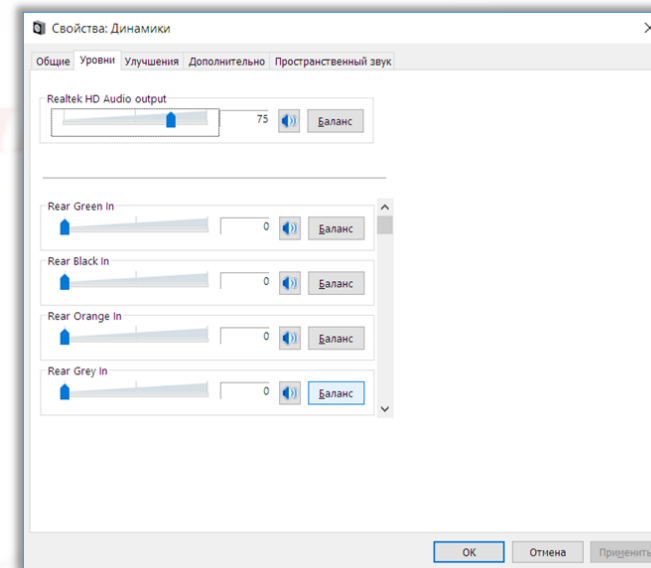 Свойства: Динамики
Общие Уровни Улучшения Дополнительно Пространственный звук
Realtek HD Audio output
75 Баланс
Rear Green In
0 Баланс
Rear Black In
0 Баланс
Rear Orange In
0 Баланс
Rear Grey In
0 Баланс
OK Отмена Применить